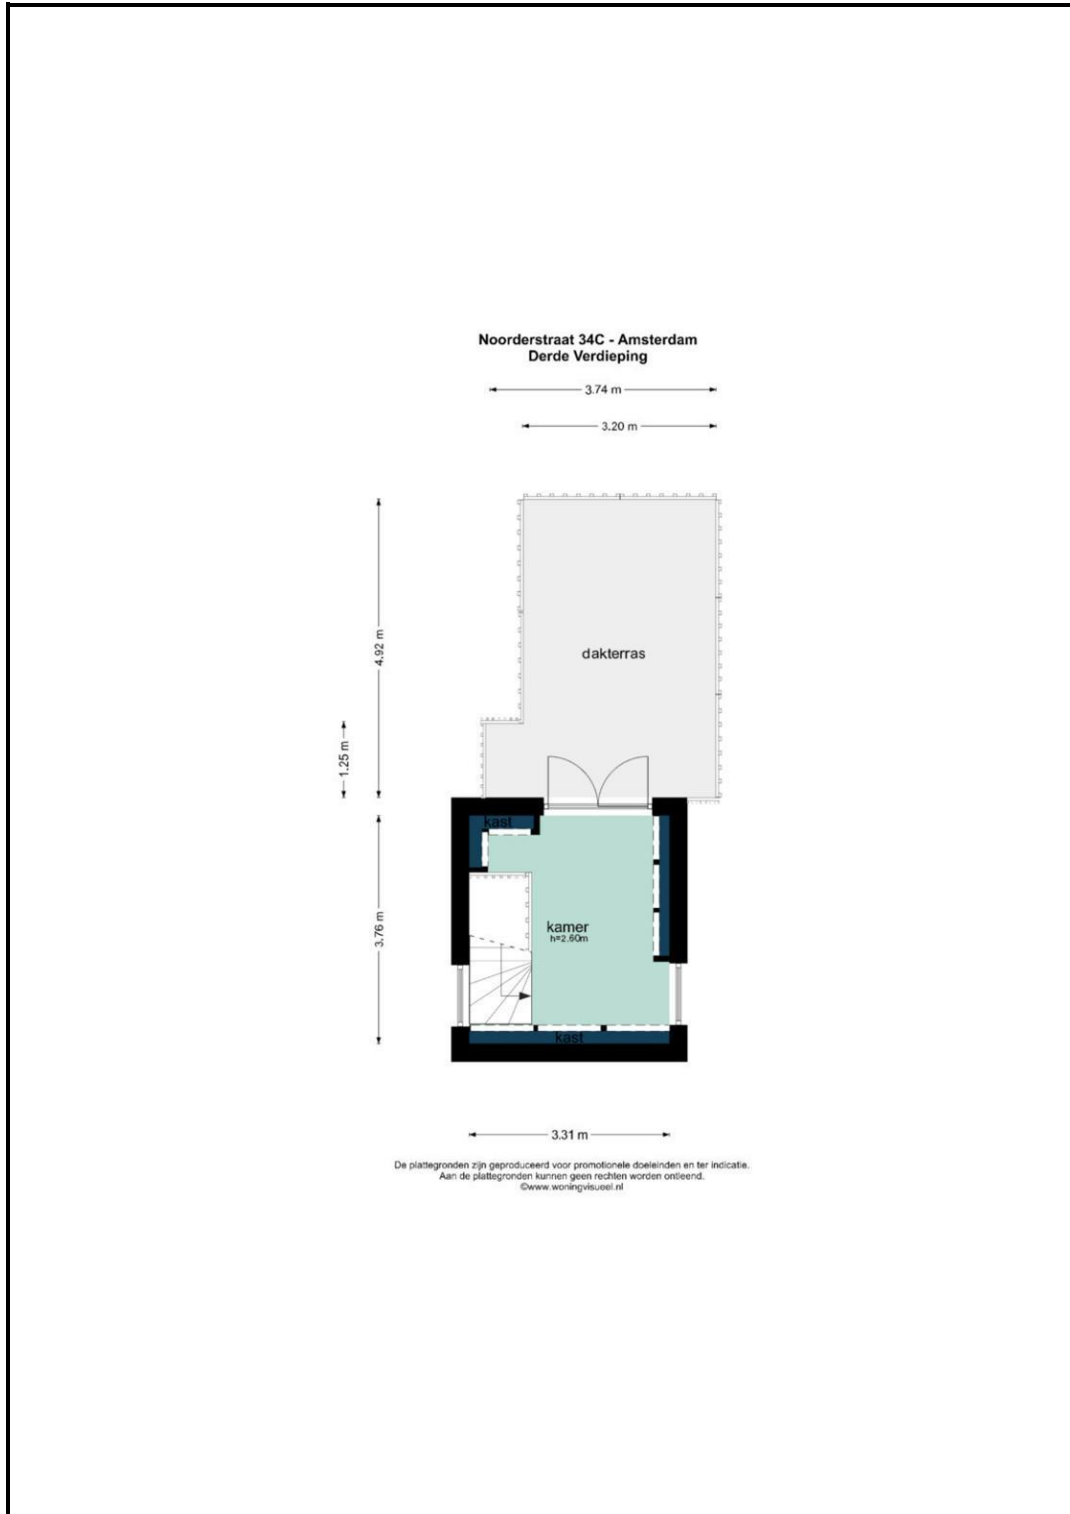 Noorderstraat 34C - Amsterdam
Derde Verdieping
3.74 m
3.20 m
4.92 m
dakterras
1.25 m
kast
3.76 m
kamer
h=2.60m
kast
3.31 m
De plattegronden zijn geproduceerd voor promotionele doeleinden en ter indicatie.
Aan de plattegronden kunnen geen rechten worden ontleend.
©www.woningvisueel.nl